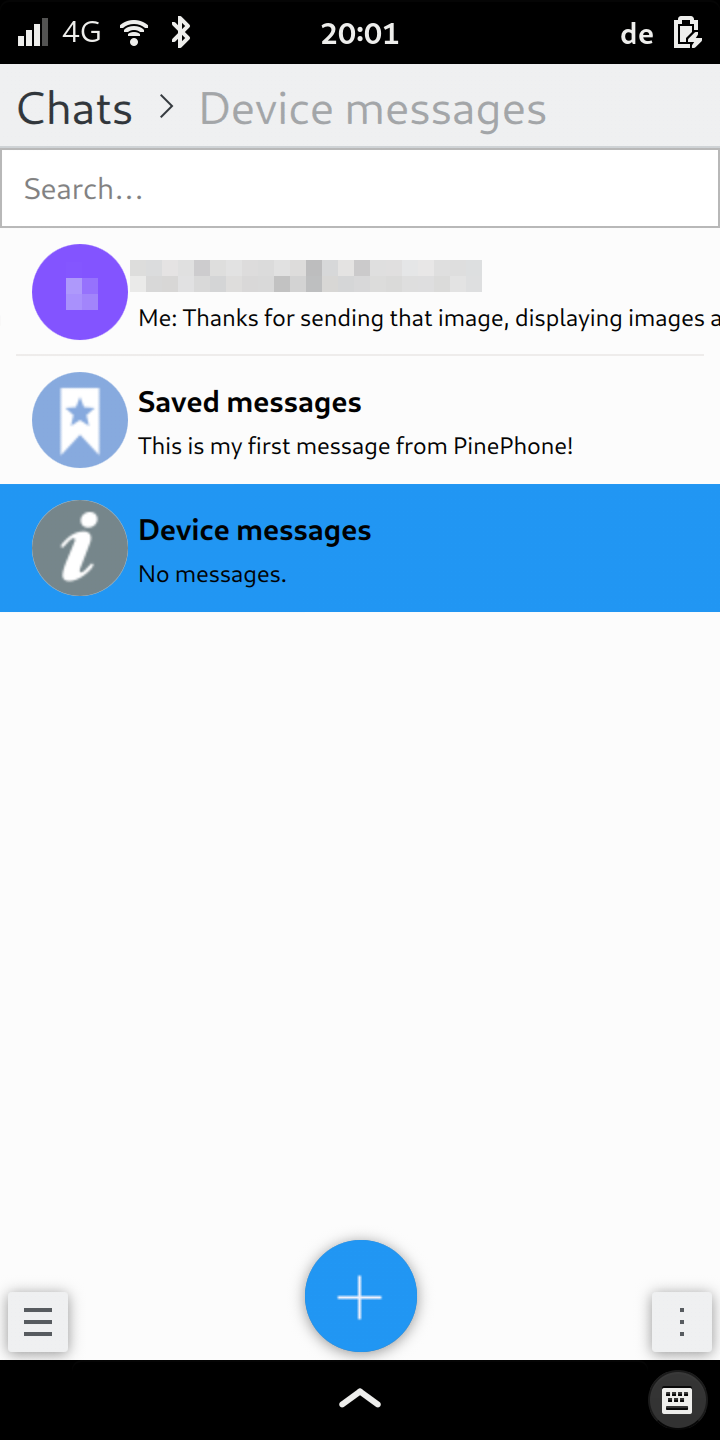 4G 20:01 de
Chats > Device messages
Search...
Me: Thanks for sending that image, displaying images a
Saved messages
This is my first message from PinePhone!
Device messages
No messages.